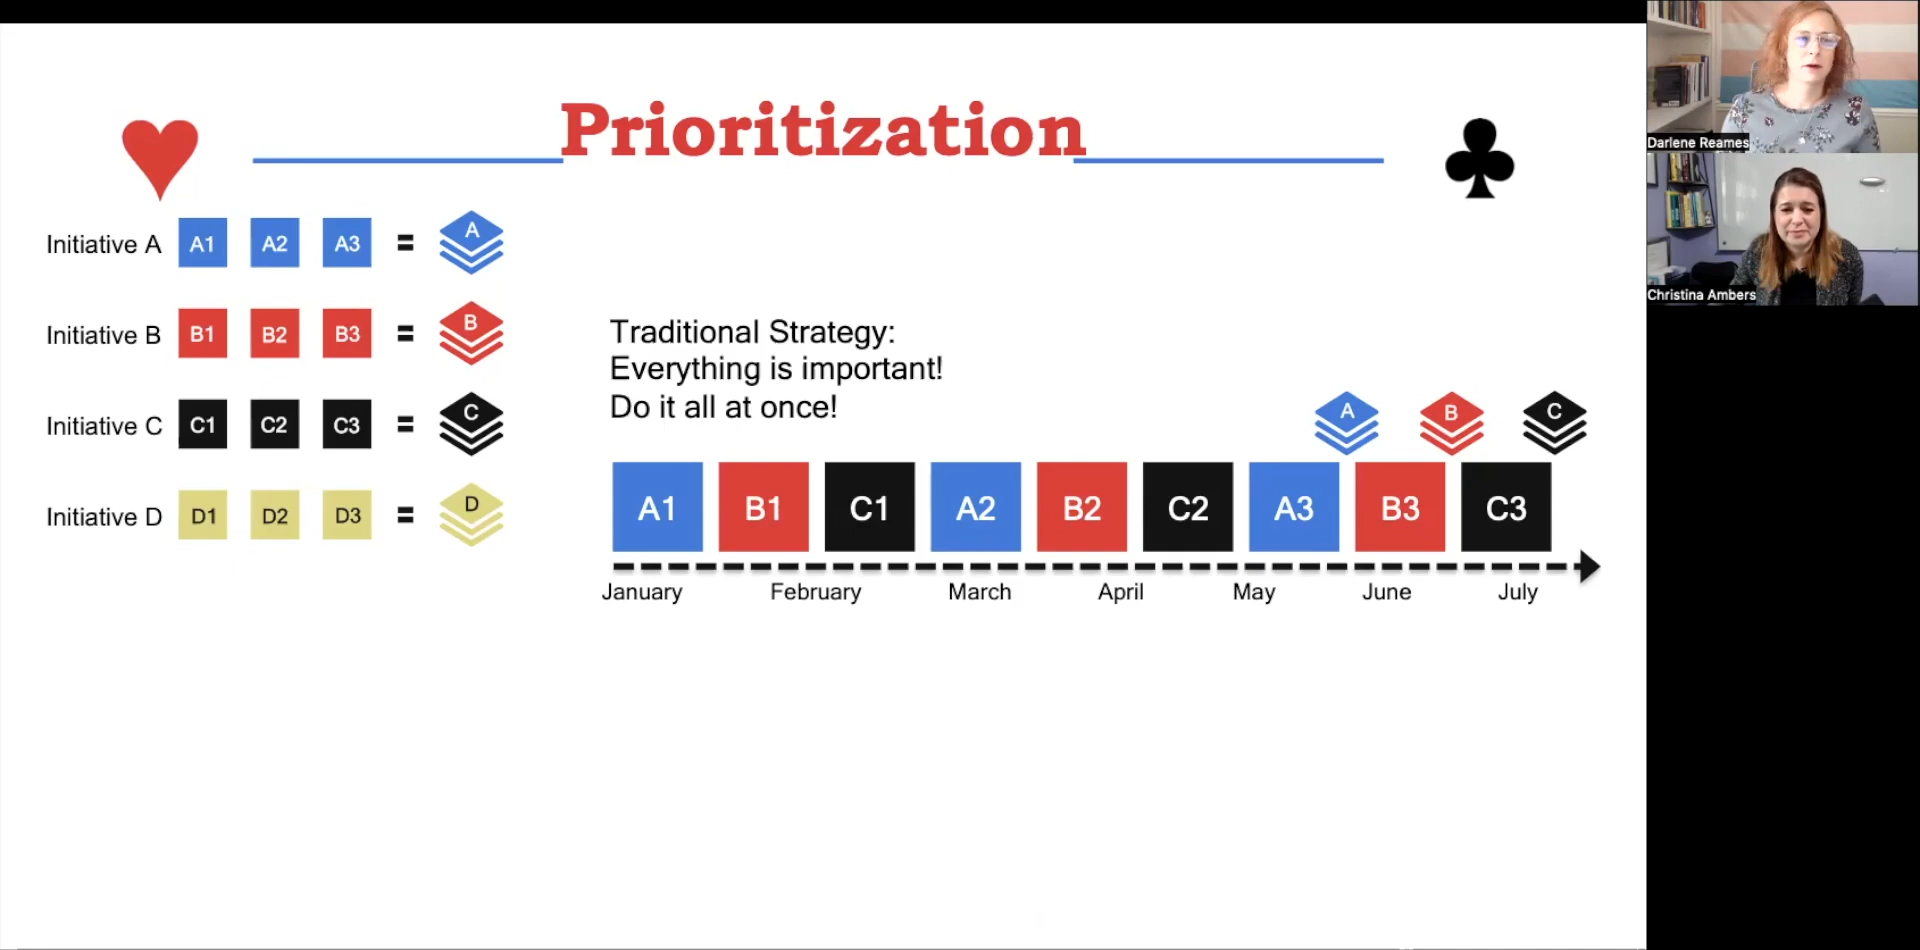 Prioritization
Initiative A A1 A2 A3 = A
Initiative B B1 B2 B3 = B
Initiative C C1 C2 C3 = C
Initiative D D1 D2 D3 = D
Traditional Strategy:
Everything is important!
Do it all at once!
A B C
A1 B1 C1 A2 B2 C2 A3 B3 C3
January February March April May June July
Darlene Reames
Christina Ambers